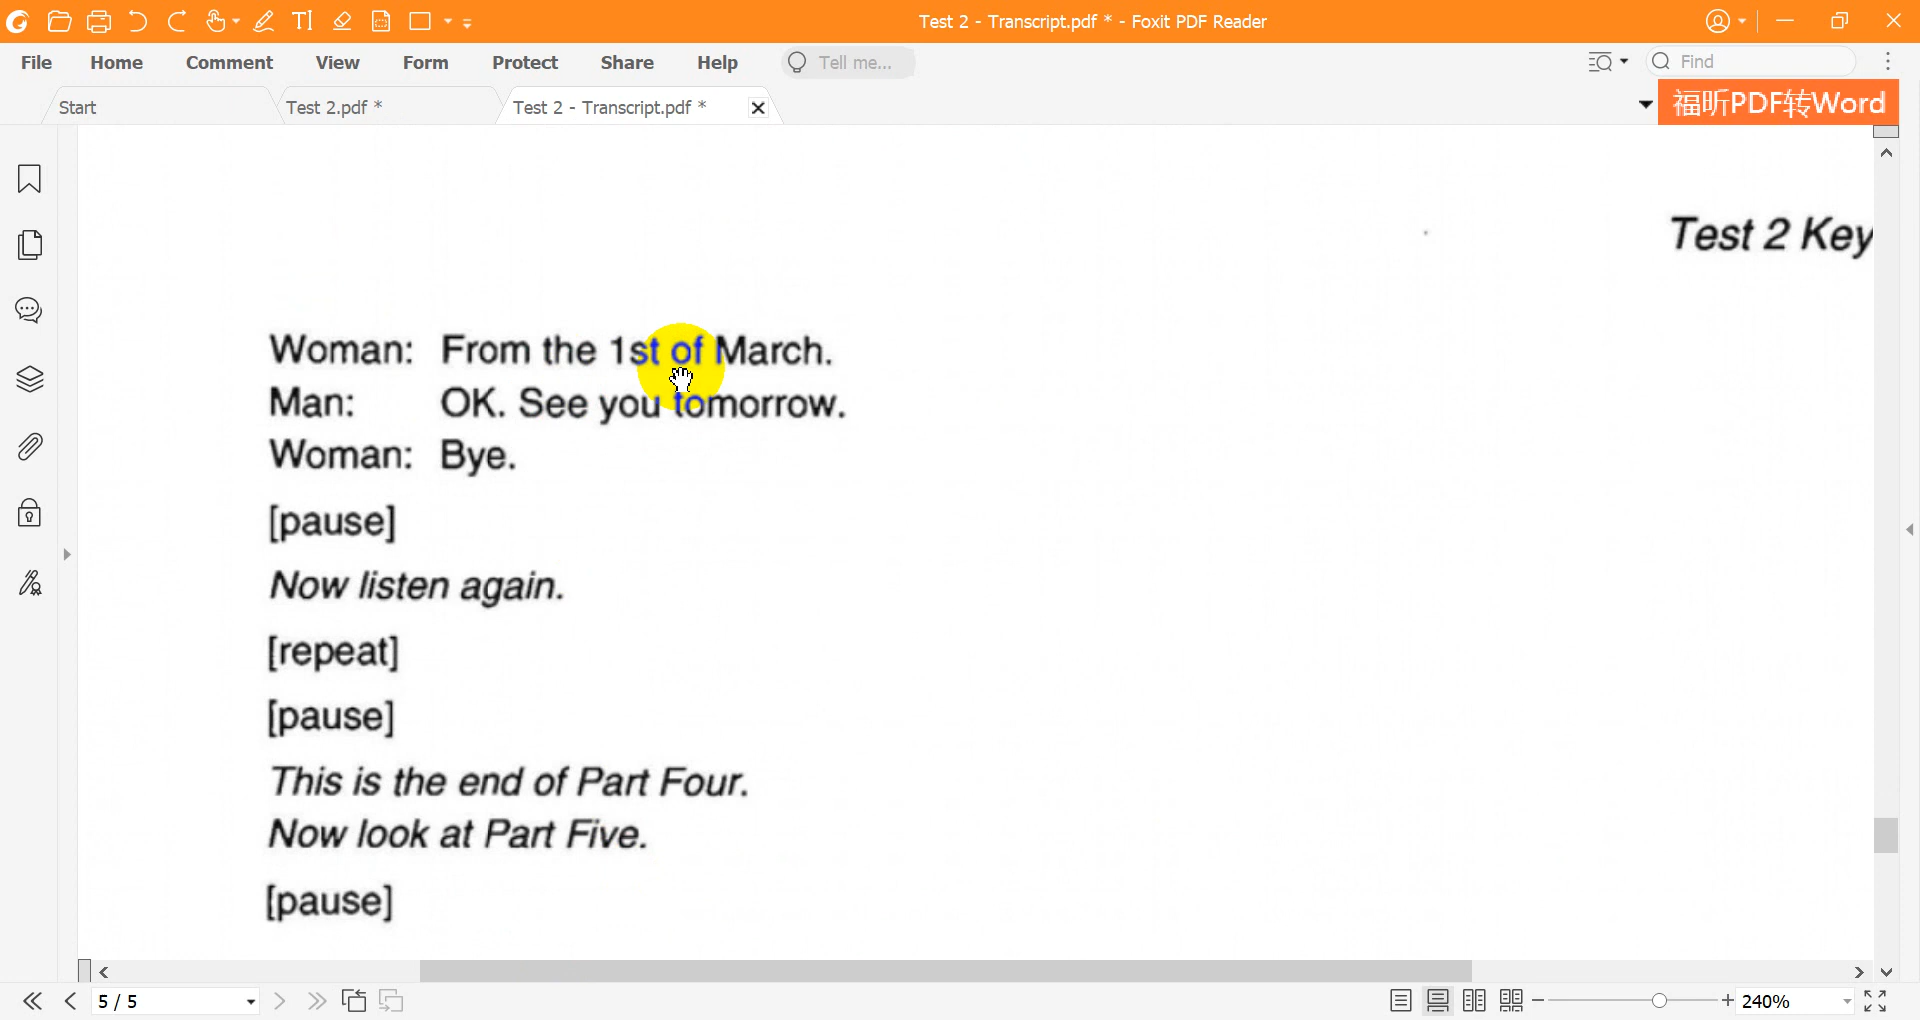 Test 2 - Transcript.pdf * - Foxit PDF Reader
File Home Comment View Form Protect Share Help Tell me... Find
Start Test 2.pdf * Test 2 - Transcript.pdf * 福昕PDF转Word
Test 2 Key
Woman: From the 1st of March.
Man: OK. See you tomorrow.
Woman: Bye.
[pause]
Now listen again.
[repeat]
[pause]
This is the end of Part Four.
Now look at Part Five.
[pause]
5 / 5 240%